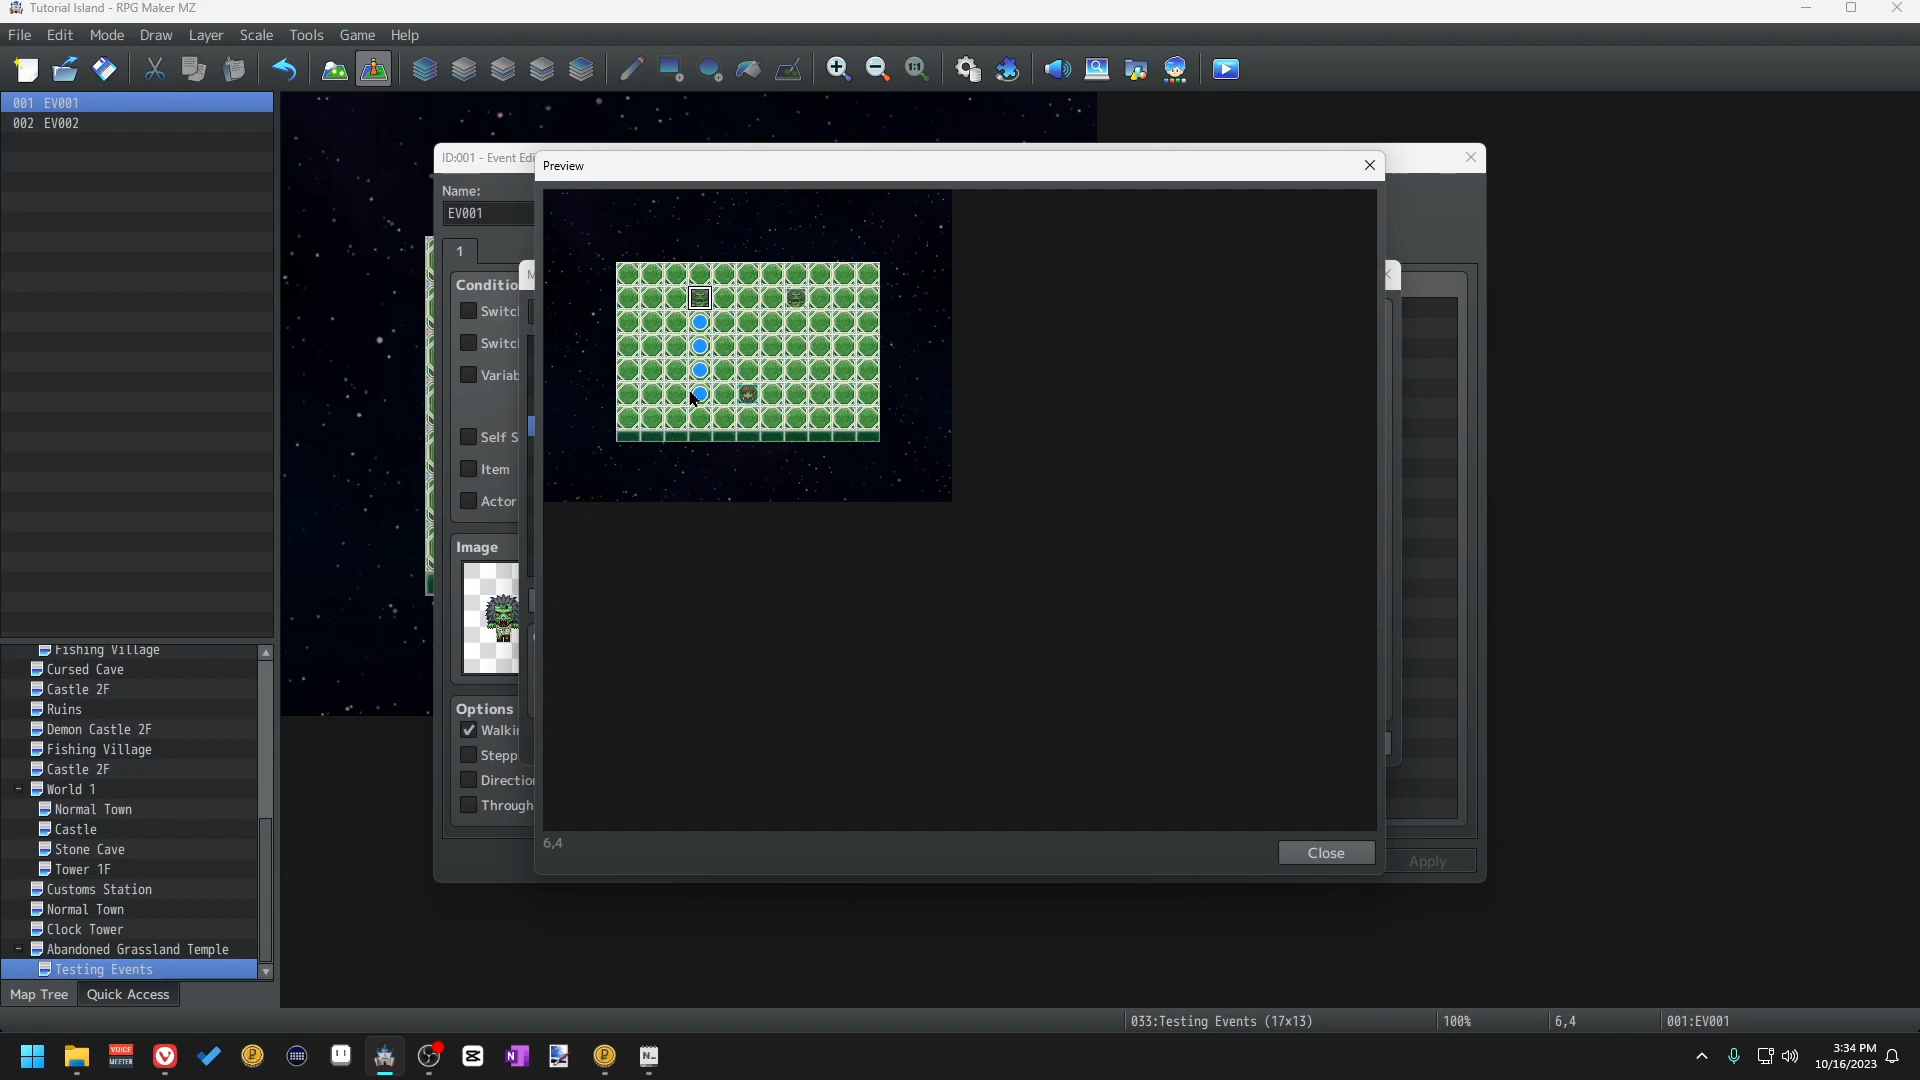 Tutorial Island - RPG Maker MZ
File Edit Mode Draw Layer Scale Tools Game Help
1:1
001 EV001
002 EV002
ID:001 - Event Edi
Preview
Name:
EV001
1
Conditio
Switc
Switc
Variab
Self S
Item
Actor
Image
Options
Walki
Stepp
Directio
Through
6,4
Close
Apply
Fishing Village
Cursed Cave
Castle 2F
Ruins
Demon Castle 2F
Fishing Village
Castle 2F
World 1
Normal Town
Castle
Stone Cave
Tower 1F
Customs Station
Normal Town
Clock Tower
Abandoned Grassland Temple
Testing Events
Map Tree Quick Access
033:Testing Events (17x13) 100% 6,4 001:EV001
VOICE
MEETER
3:34 PM
10/16/2023